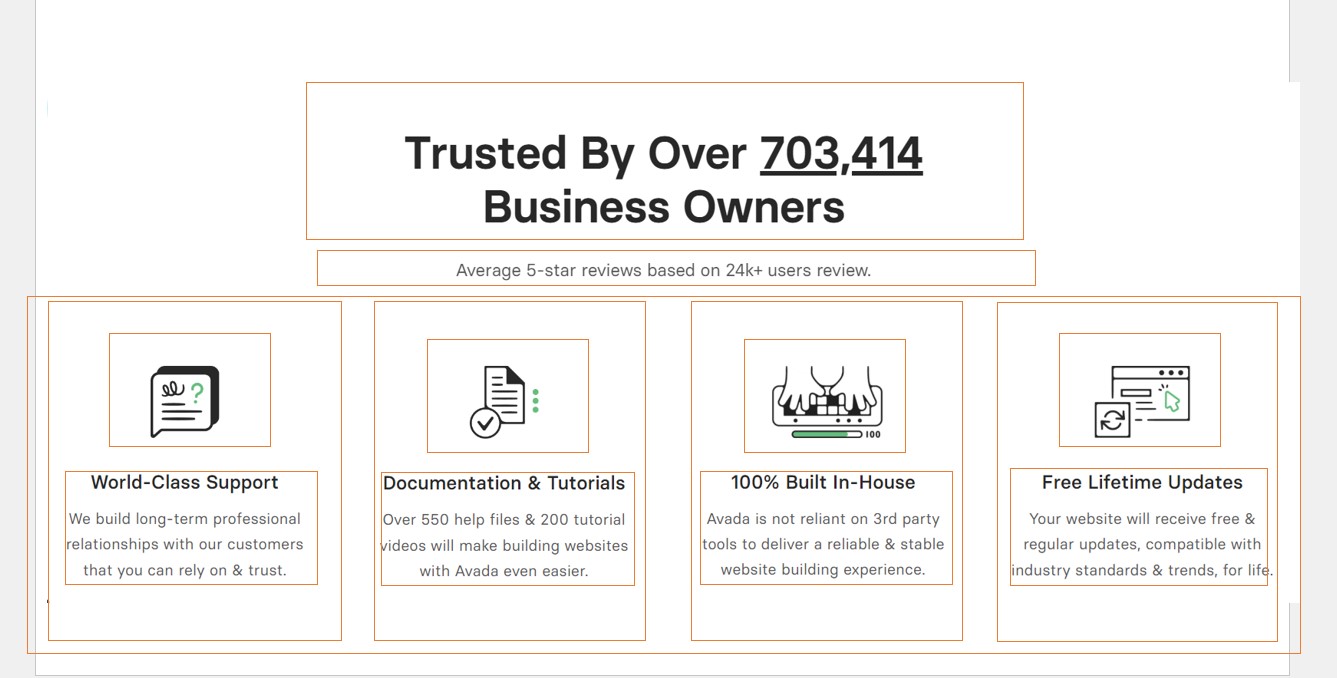 Trusted By Over 703,414
Business Owners
Average 5-star reviews based on 24k+ users review.
?
100
World-Class Support
We build long-term professional
relationships with our customers
that you can rely on & trust.
Documentation & Tutorials
Over 550 help files & 200 tutorial
videos will make building websites
with Avada even easier.
100% Built In-House
Avada is not reliant on 3rd party
tools to deliver a reliable & stable
website building experience.
Free Lifetime Updates
Your website will receive free &
regular updates, compatible with
industry standards & trends, for life.